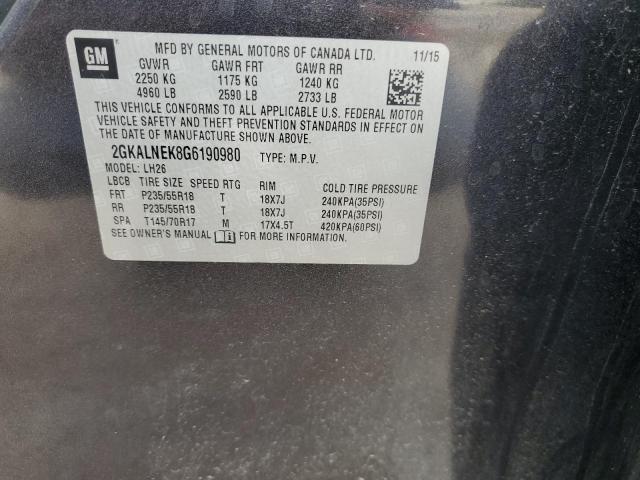 GM
MFD BY GENERAL MOTORS OF CANADA LTD. 11/15
GVWR GAWR FRT GAWR RR
2250 KG 1175 KG 1240 KG
4960 LB 2590 LB 2733 LB
THIS VEHICLE CONFORMS TO ALL APPLICABLE U.S. FEDERAL MOTOR
VEHICLE SAFETY AND THEFT PREVENTION STANDARDS IN EFFECT ON
THE DATE OF MANUFACTURE SHOWN ABOVE.
2GKALNEK8G6190980 TYPE: M.P.V.
MODEL: LH26
LBCB TIRE SIZE SPEED RTG RIM COLD TIRE PRESSURE
FRT P235/55R18 T 18X7J 240KPA(35PSI)
RR P235/55R18 T 18X7J 240KPA(35PSI)
SPA T145/70R17 M 17X4.5T 420KPA(60PSI)
SEE OWNER'S MANUAL FOR MORE INFORMATION.